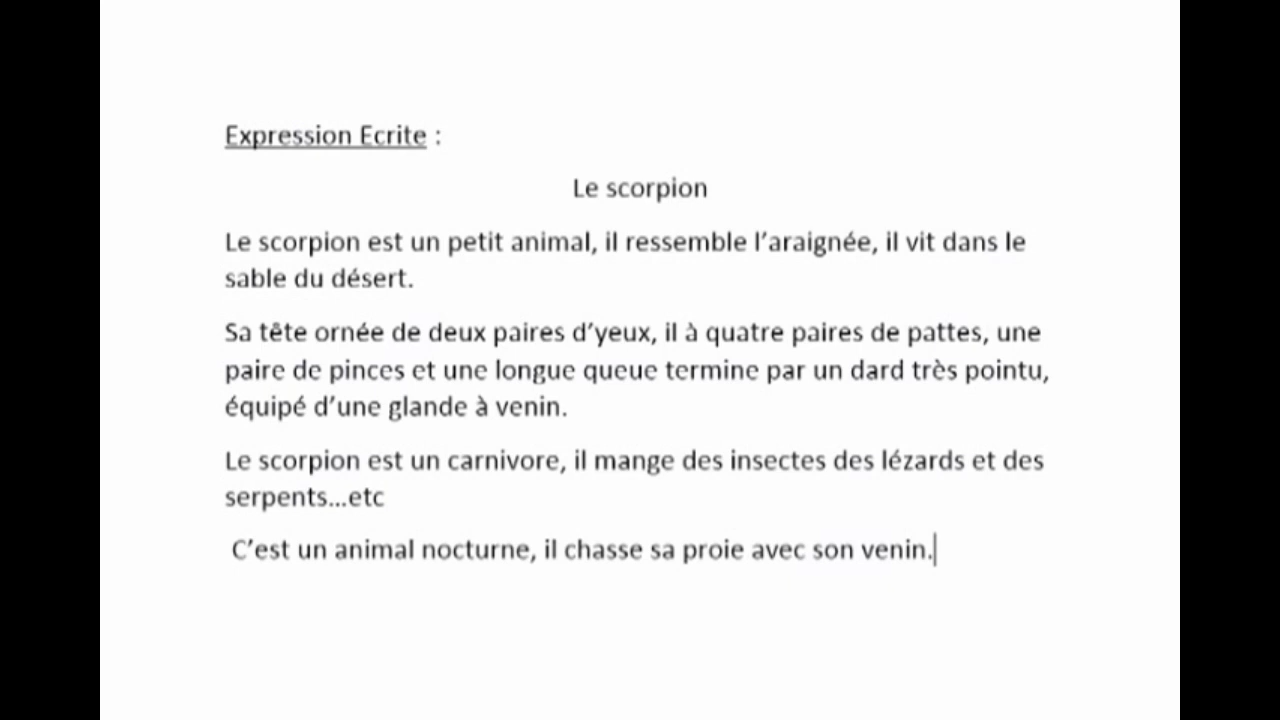 Expression Ecrite :
Le scorpion
Le scorpion est un petit animal, il ressemble l’araignée, il vit dans le
sable du désert.
Sa tête ornée de deux paires d’yeux, il à quatre paires de pattes, une
paire de pinces et une longue queue termine par un dard très pointu,
équipé d’une glande à venin.
Le scorpion est un carnivore, il mange des insectes des lézards et des
serpents...etc
C’est un animal nocturne, il chasse sa proie avec son venin.